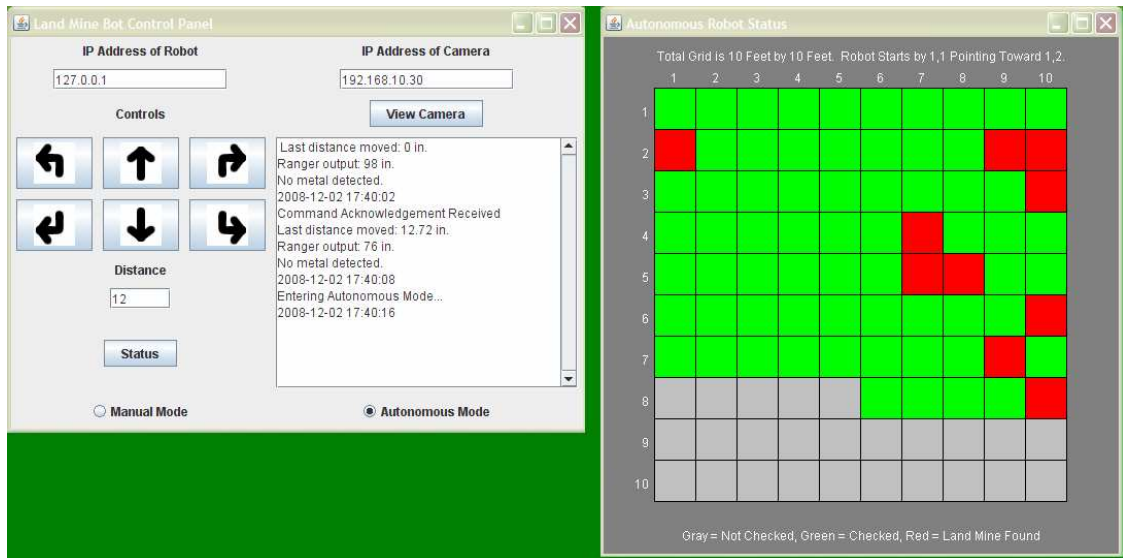 Land Mine Bot Control Panel
IP Address of Robot
IP Address of Camera
127.0.0.1
192.168.10.30
Controls
View Camera
Last distance moved: 0 in.
Ranger output: 98 in.
No metal detected.
2008-12-02 17:40:02
Command Acknowledgement Received
Last distance moved: 12.72 in.
Ranger output: 76 in.
No metal detected.
2008-12-02 17:40:08
Entering Autonomous Mode...
2008-12-02 17:40:16
Distance
12
Status
Manual Mode
Autonomous Mode
Autonomous Robot Status
Total Grid is 10 Feet by 10 Feet. Robot Starts by 1,1 Pointing Toward 1,2.
1 2 3 4 5 6 7 8 9 10
1
2
3
4
5
6
7
8
9
10
Gray = Not Checked, Green = Checked, Red = Land Mine Found